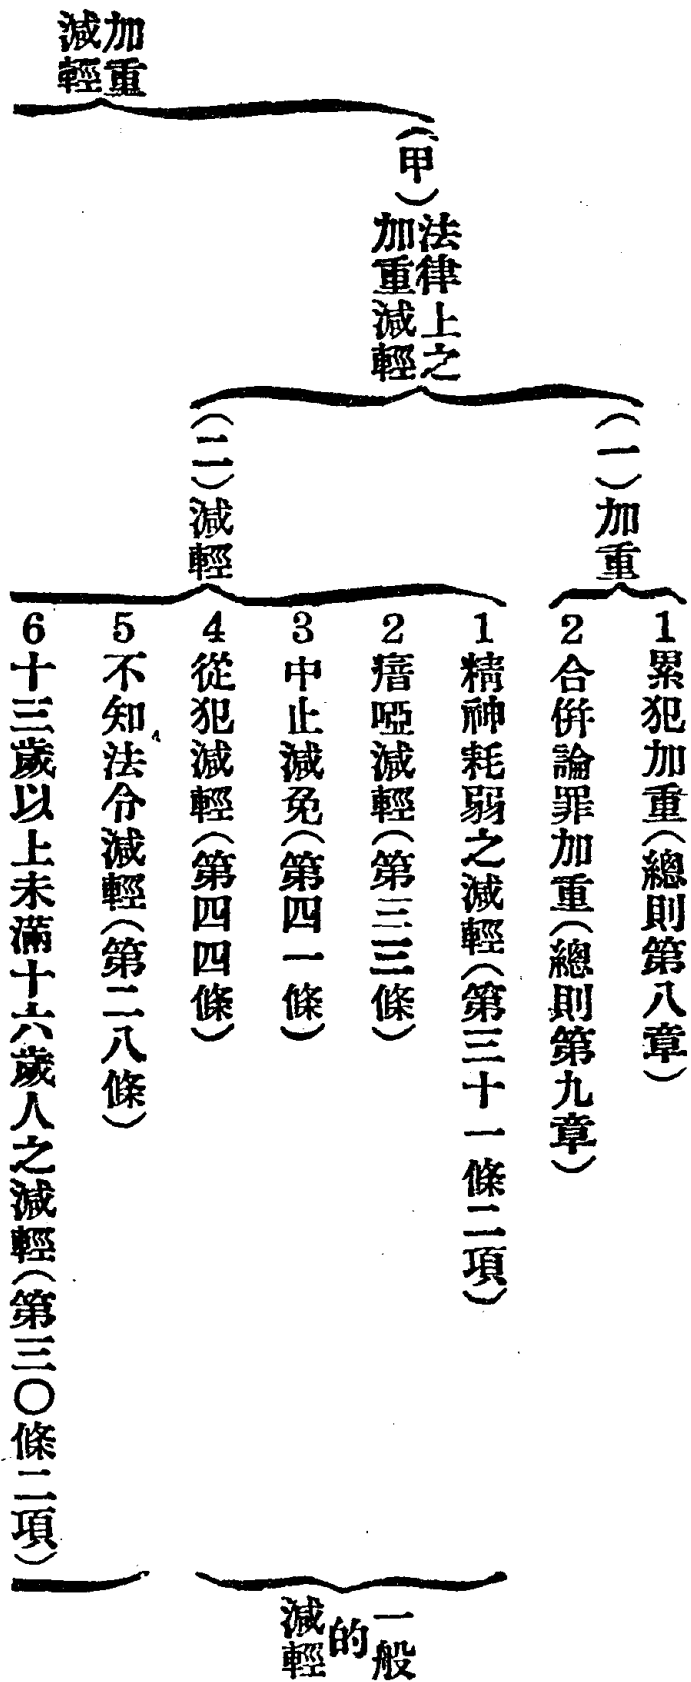 加重
減輕
(甲)法律上之
加重減輕
(一)加重
1累犯加重(總則第八章)
2合併論罪加重(總則第九章)
(二)減輕
1精神耗弱之減輕(第三十一條二項)
2瘖啞減輕(第三三條)
3中止減免(第四一條)
4從犯減輕(第四四條)
5不知法令減輕(第二八條)
6十三歲以上未滿十六歲人之減輕(第三〇條二項)
一般
的
減輕